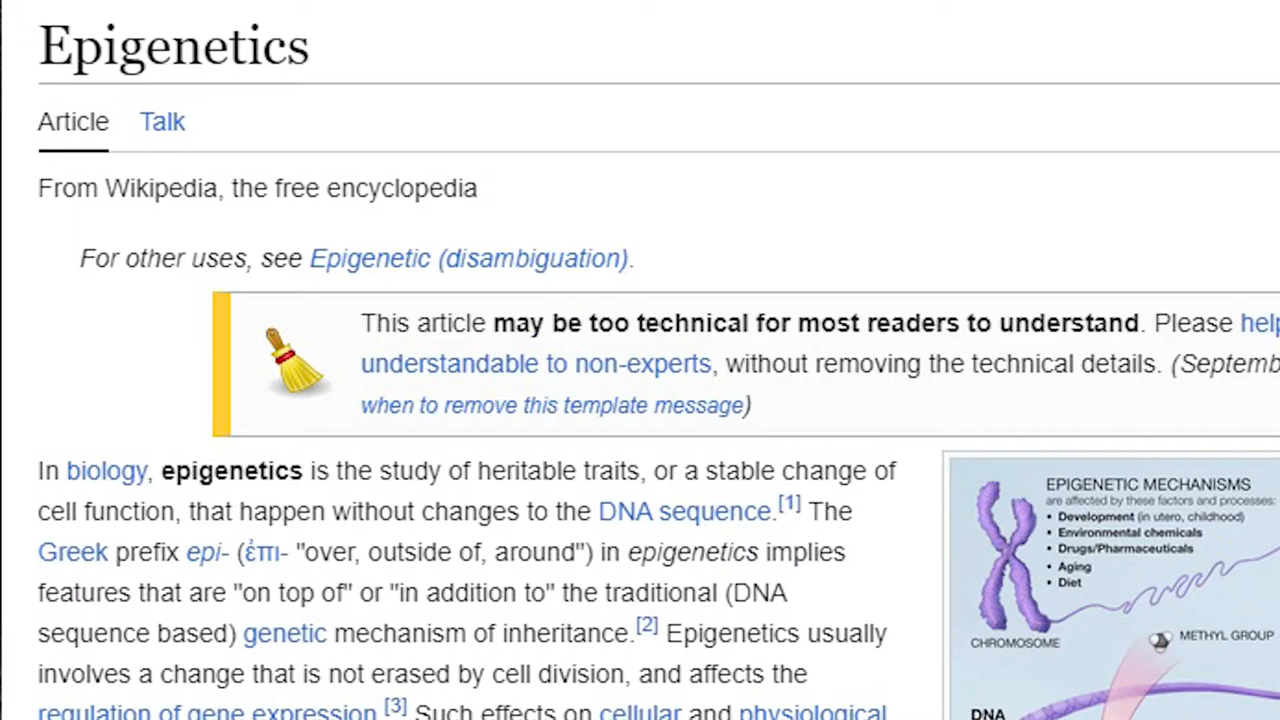 Epigenetics
Article Talk
From Wikipedia, the free encyclopedia
For other uses, see Epigenetic (disambiguation).
This article may be too technical for most readers to understand. Please help
understandable to non-experts, without removing the technical details. (Septemb
when to remove this template message)
In biology, epigenetics is the study of heritable traits, or a stable change of
cell function, that happen without changes to the DNA sequence.[1] The
Greek prefix epi- (ἐπι- "over, outside of, around") in epigenetics implies
features that are "on top of" or "in addition to" the traditional (DNA
sequence based) genetic mechanism of inheritance.[2] Epigenetics usually
involves a change that is not erased by cell division, and affects the
regulation of gene expression.[3] Such effects on cellular and physiological
EPIGENETIC MECHANISMS
are affected by these factors and processes:
• Development (in utero, childhood)
• Environmental chemicals
• Drugs/Pharmaceuticals
• Aging
• Diet
CHROMOSOME
METHYL GROUP
DNA